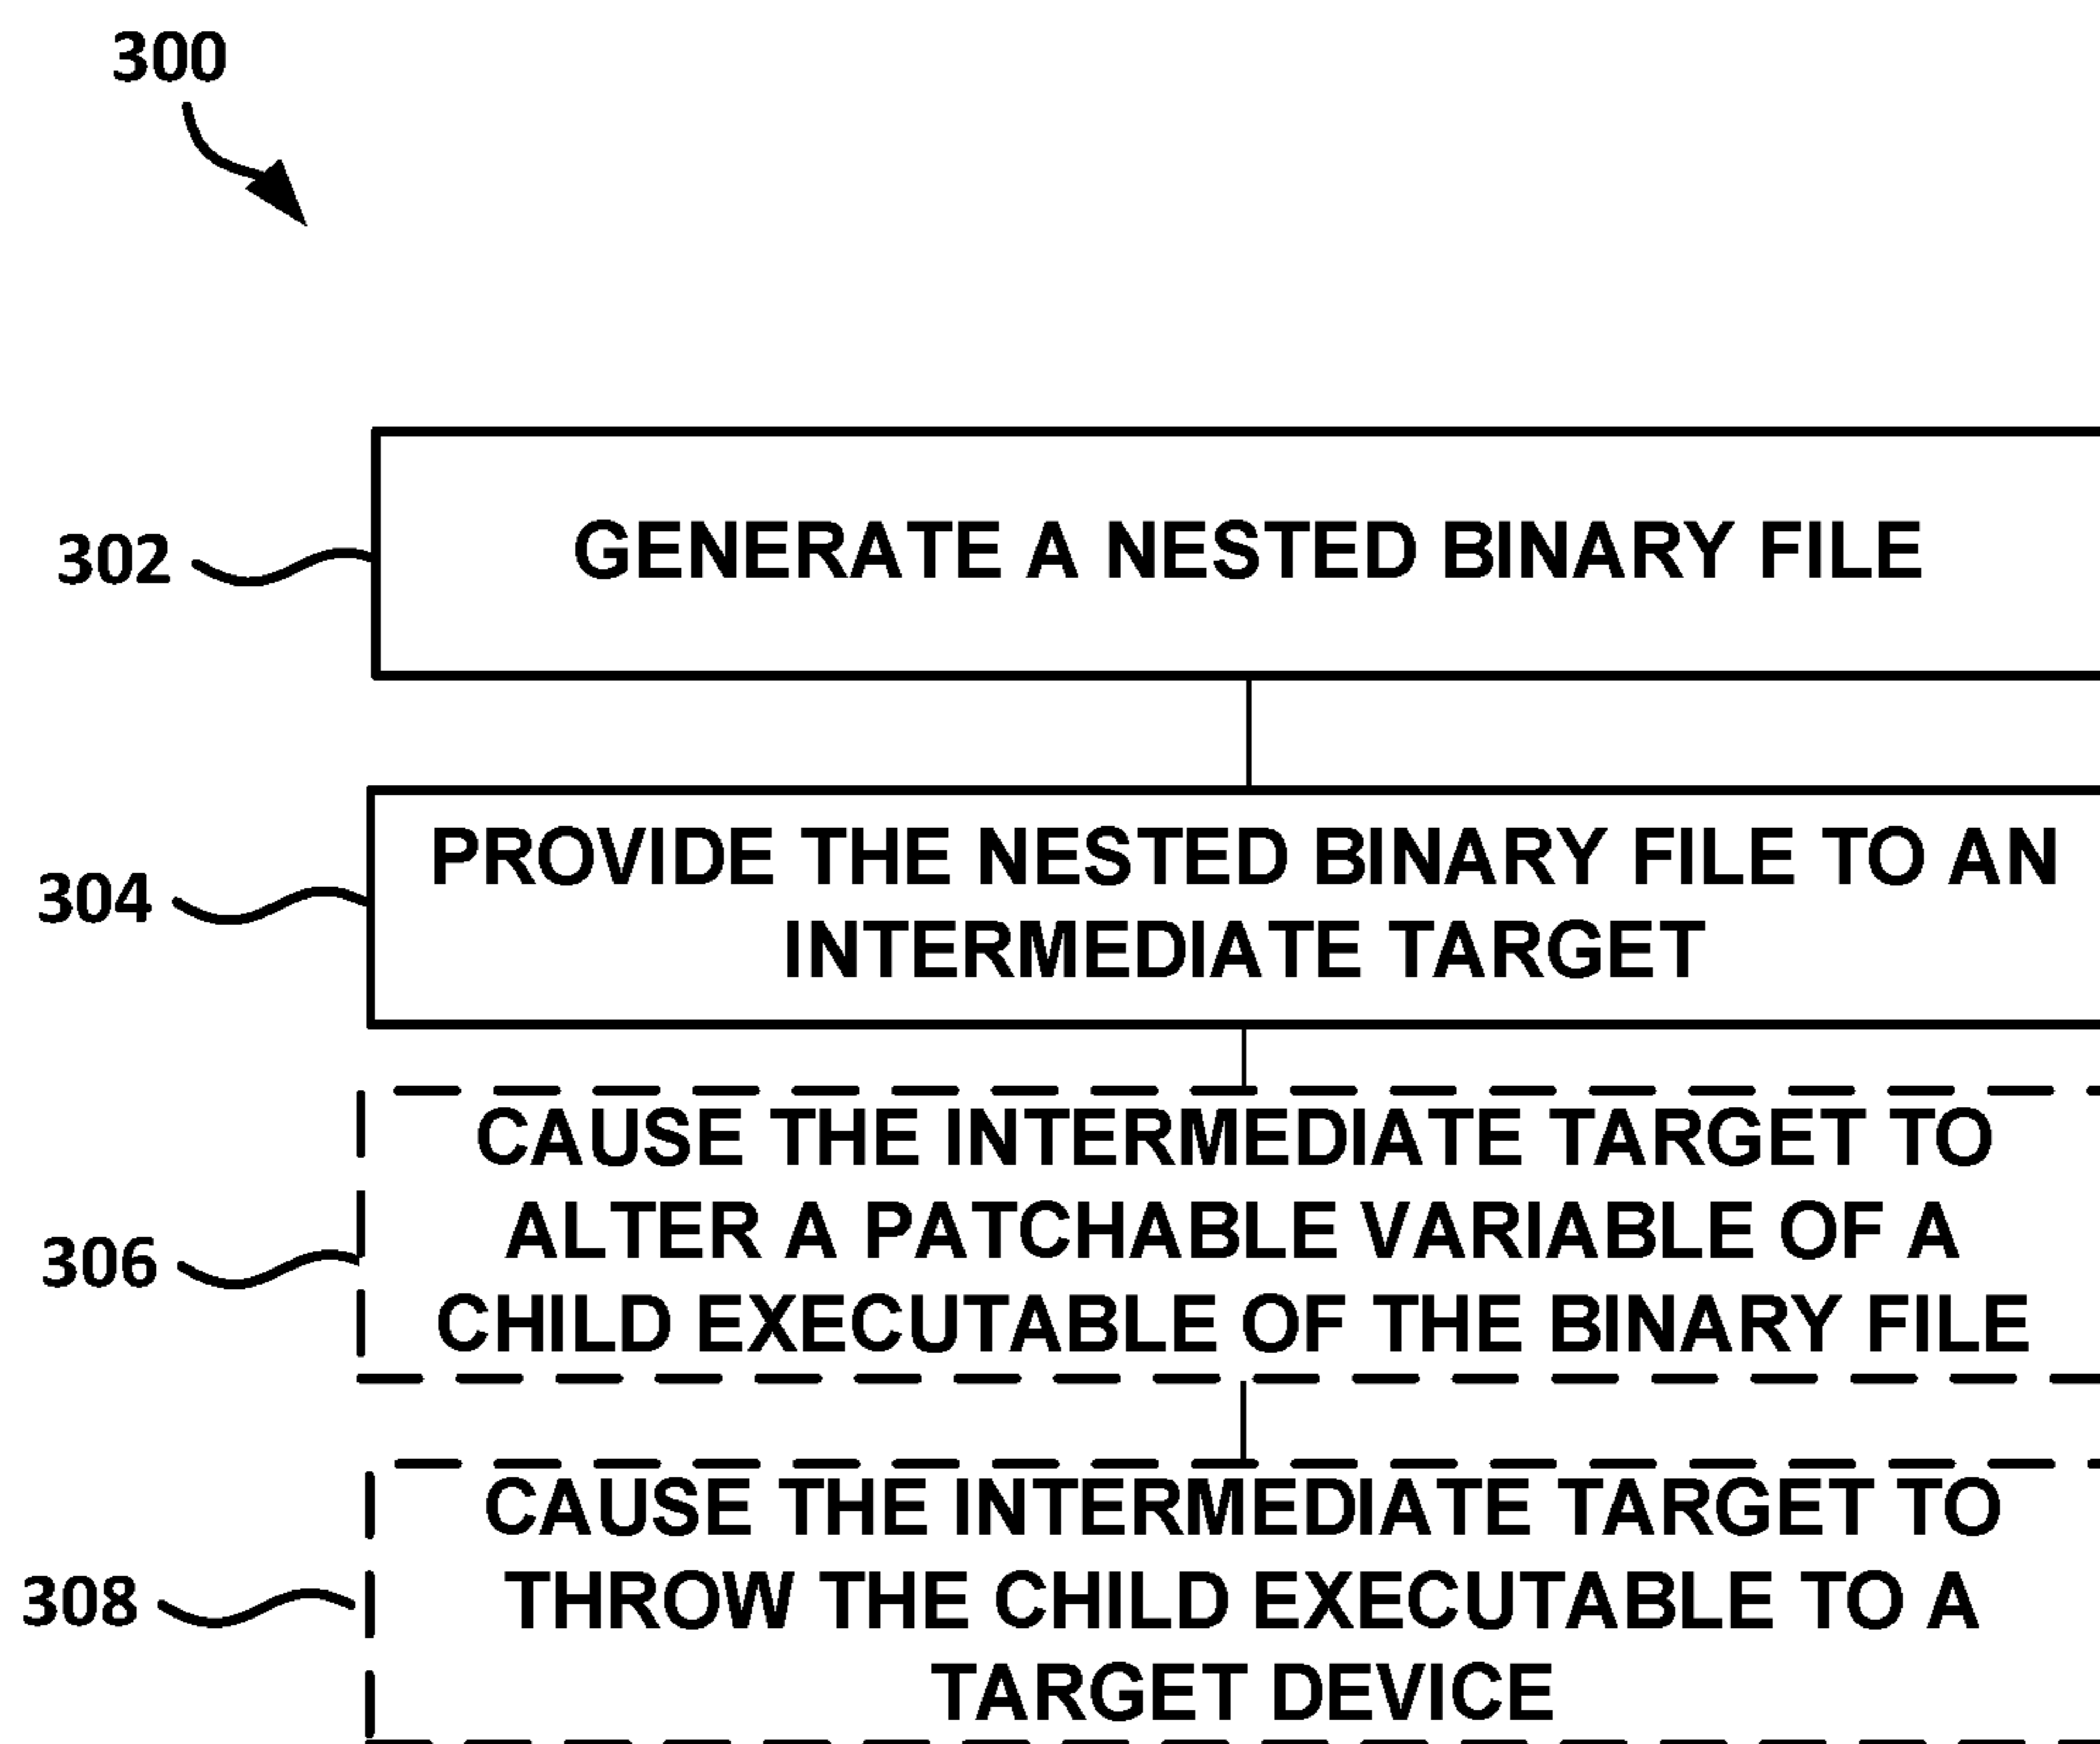 300
302
GENERATE A NESTED BINARY FILE
304
PROVIDE THE NESTED BINARY FILE TO AN
INTERMEDIATE TARGET
306
CAUSE THE INTERMEDIATE TARGET TO
ALTER A PATCHABLE VARIABLE OF A
CHILD EXECUTABLE OF THE BINARY FILE
308
CAUSE THE INTERMEDIATE TARGET TO
THROW THE CHILD EXECUTABLE TO A
TARGET DEVICE